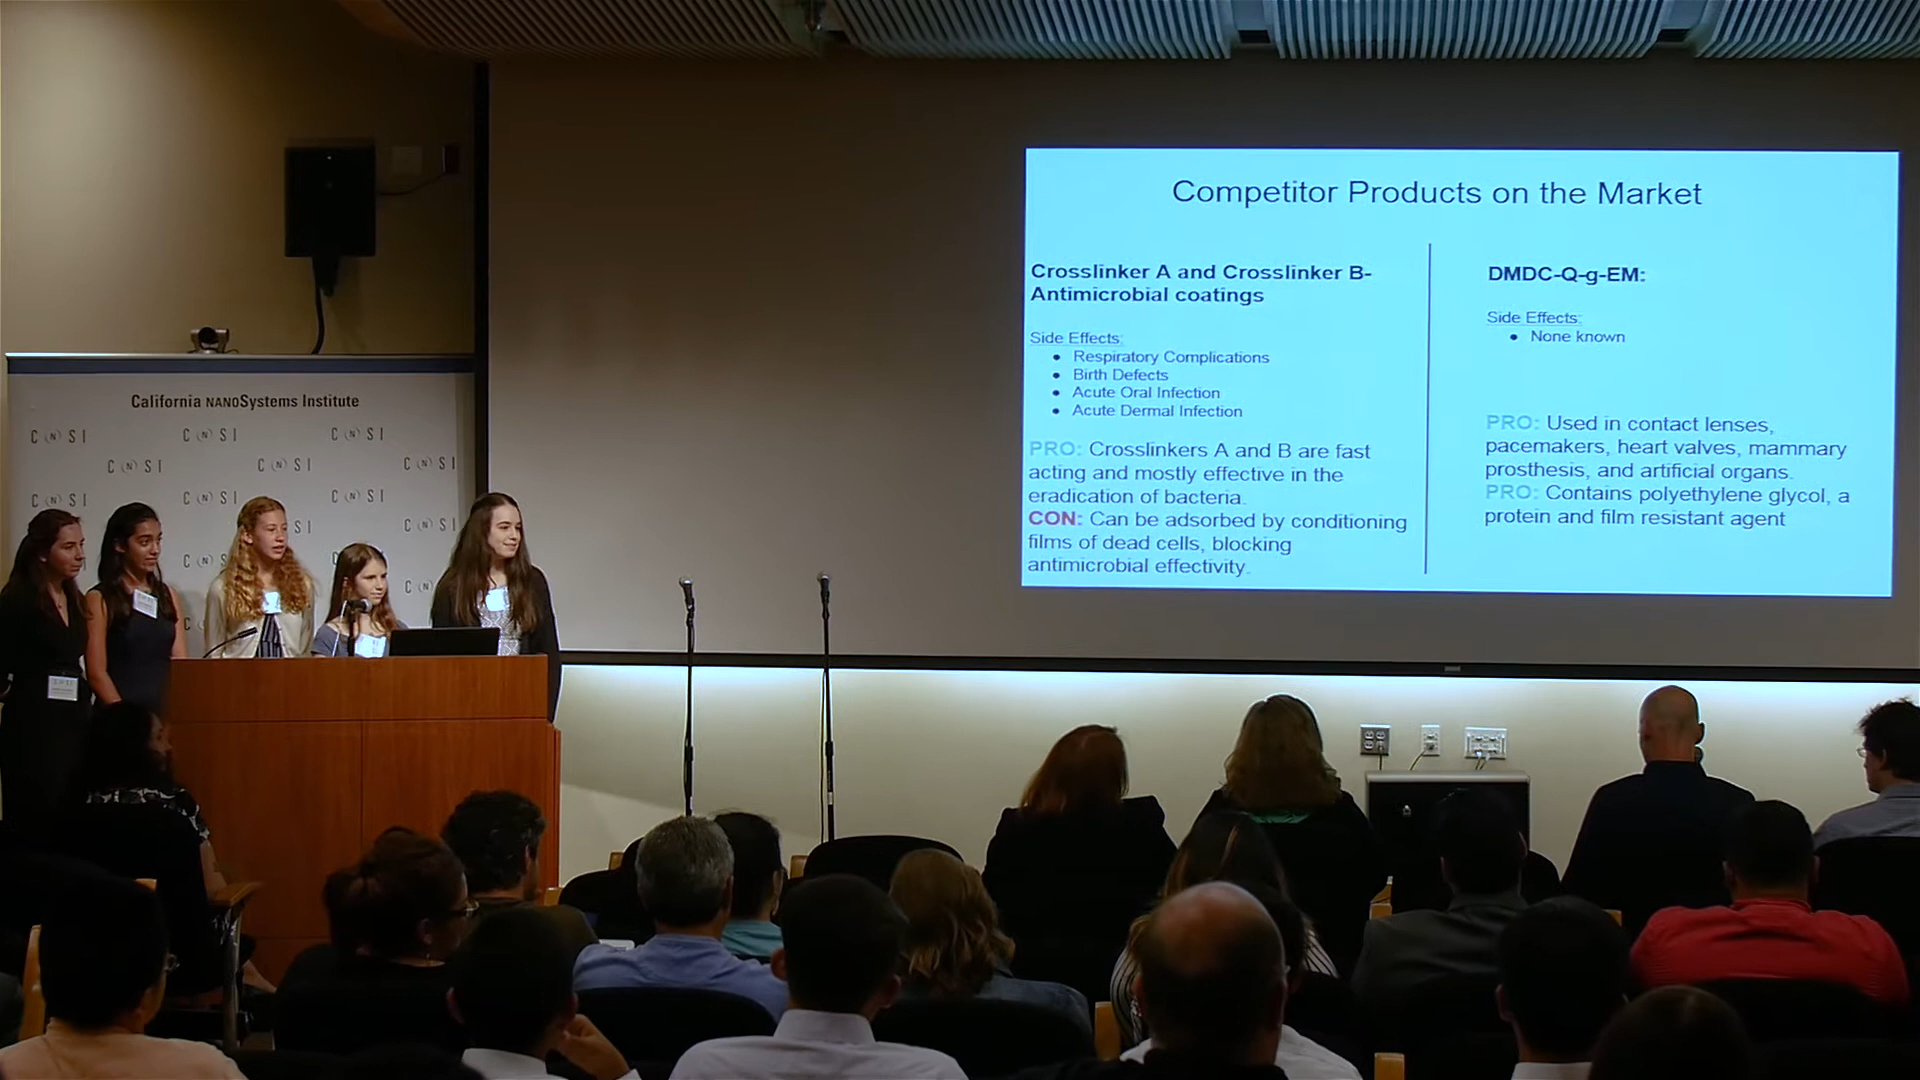 Competitor Products on the Market
Crosslinker A and Crosslinker B-
Antimicrobial coatings
Side Effects:
• Respiratory Complications
• Birth Defects
• Acute Oral Infection
• Acute Dermal Infection
PRO: Crosslinkers A and B are fast
acting and mostly effective in the
eradication of bacteria.
CON: Can be adsorbed by conditioning
films of dead cells, blocking
antimicrobial effectivity.
DMDC-Q-g-EM:
Side Effects:
• None known
PRO: Used in contact lenses,
pacemakers, heart valves, mammary
prosthesis, and artificial organs.
PRO: Contains polyethylene glycol, a
protein and film resistant agent
California NANOSystems Institute
C (N) S I C (N) S I C (N) S I
C (N) S I C (N) S I C (N) S I
C (N) S I C (N) S I C (N) S I
S I C (N) S I
C (N) S I
C (N)